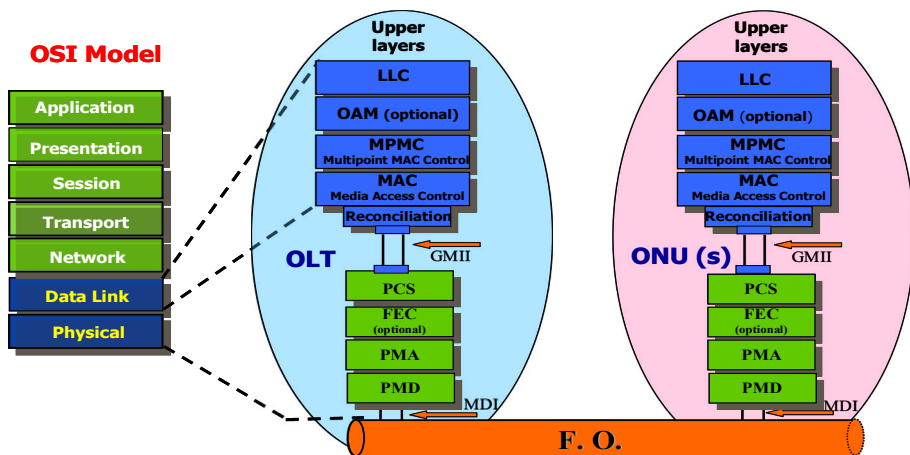 OSI Model
Application
Presentation
Session
Transport
Network
Data Link
Physical
Upper
layers
LLC
OAM (optional)
MPMC
Multipoint MAC Control
MAC
Media Access Control
Reconciliation
OLT
GMII
PCS
FEC
(optional)
PMA
PMD
MDI
Upper
layers
LLC
OAM (optional)
MPMC
Multipoint MAC Control
MAC
Media Access Control
Reconciliation
ONU (s)
GMII
PCS
FEC
(optional)
PMA
PMD
MDI
F. O.